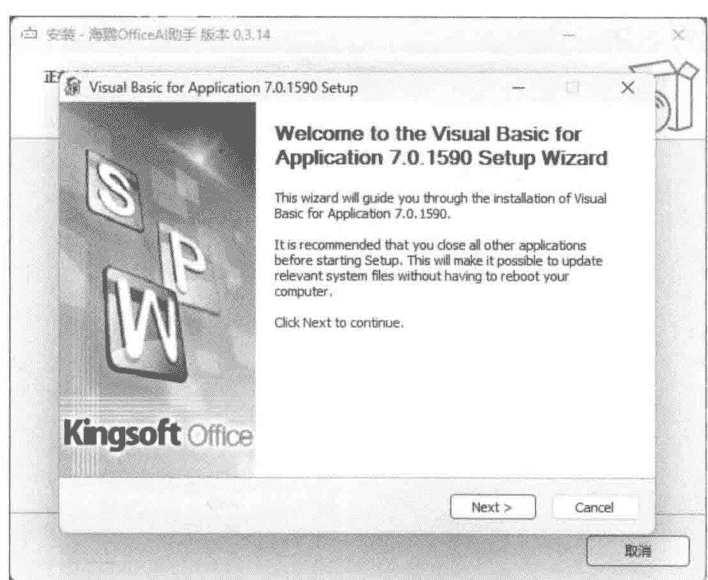 安装 - 海鹦OfficeAI助手 版本 0.3.14
正
Visual Basic for Application 7.0.1590 Setup
Welcome to the Visual Basic for
Application 7.0.1590 Setup Wizard
This wizard will guide you through the installation of Visual
Basic for Application 7.0.1590.
It is recommended that you close all other applications
before starting Setup. This will make it possible to update
relevant system files without having to reboot your
computer.
Click Next to continue.
S
P
W
Kingsoft Office
Next >
Cancel
取消